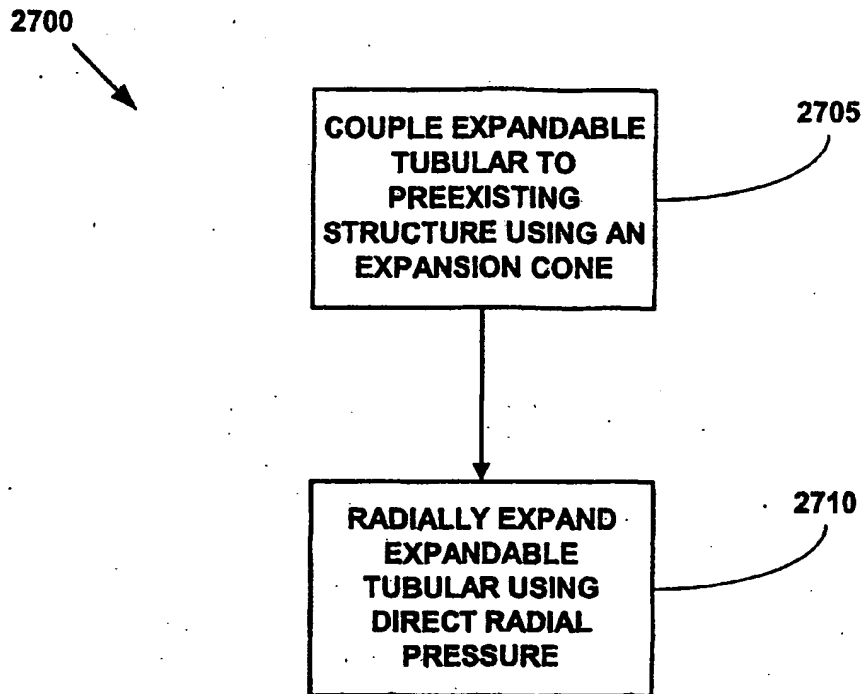 2700
COUPLE EXPANDABLE
TUBULAR TO
PREEXISTING
STRUCTURE USING AN
EXPANSION CONE
2705
RADIALLY EXPAND
EXPANDABLE
TUBULAR USING
DIRECT RADIAL
PRESSURE
2710